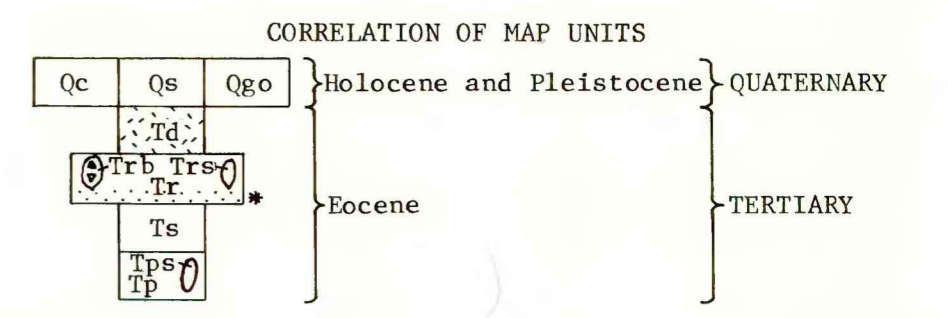 CORRELATION OF MAP UNITS
Qc Qs Qgo Holocene and Pleistocene QUATERNARY
Td
Trb Trs
Tr
*
Eocene TERTIARY
Ts
Tps
Tp